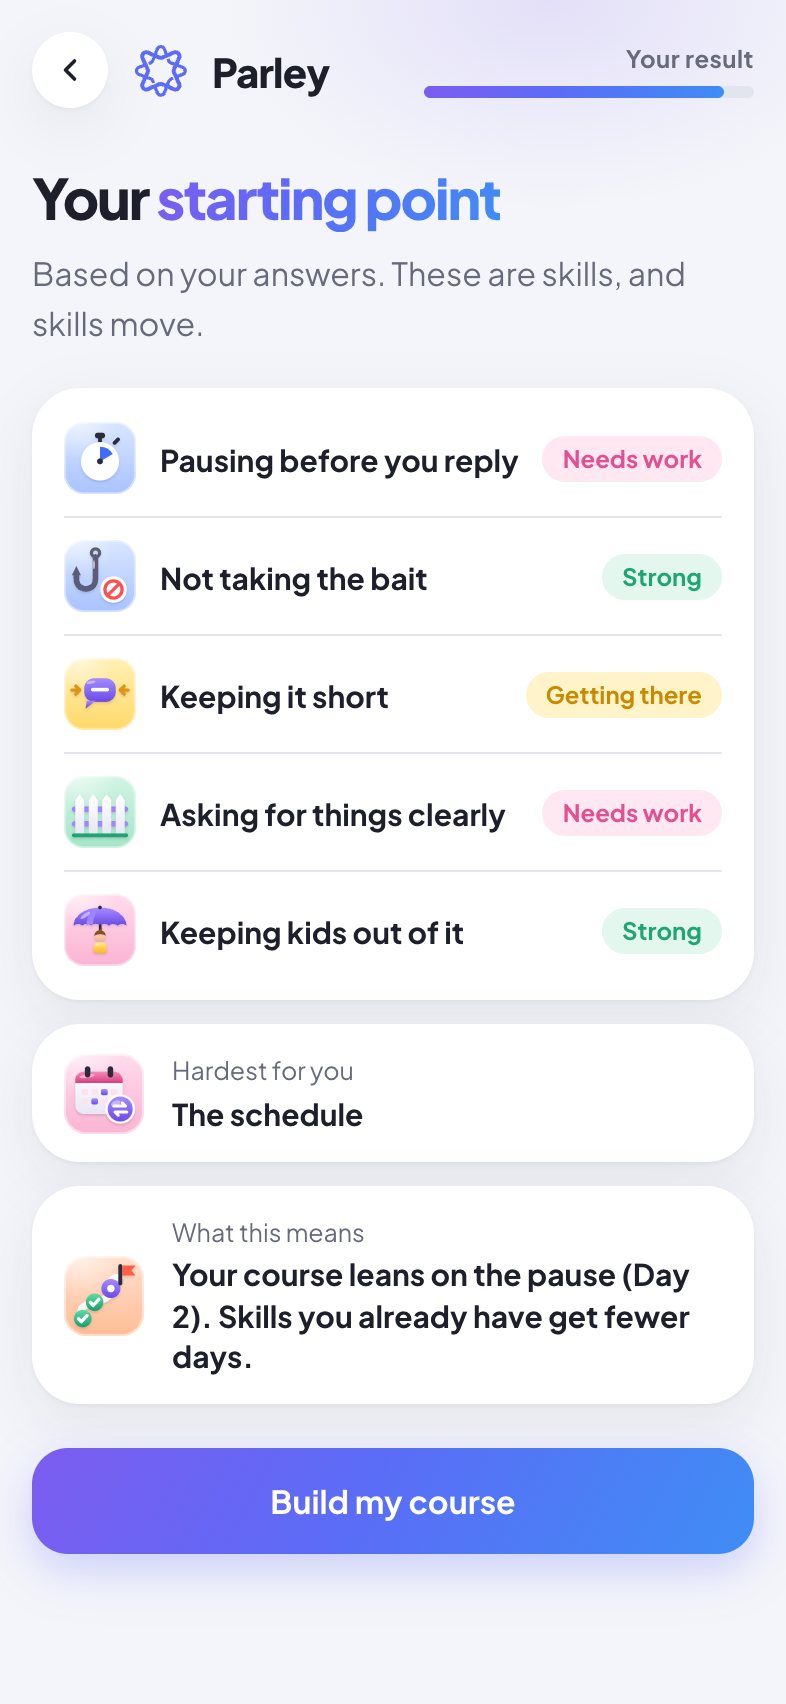 Parley
Your result
Your starting point
Based on your answers. These are skills, and
skills move.
Pausing before you reply
Needs work
Not taking the bait
Strong
Keeping it short
Getting there
Asking for things clearly
Needs work
Keeping kids out of it
Strong
Hardest for you
The schedule
What this means
Your course leans on the pause (Day
2). Skills you already have get fewer
days.
Build my course